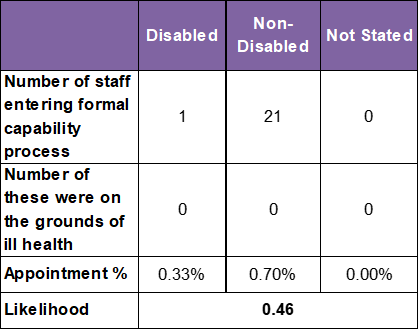 Disabled
Non-
Disabled
Not Stated
Number of staff
entering formal
capability
process
1
21
0
Number of
these were on
the grounds of
ill health
0
0
0
Appointment %
0.33%
0.70%
0.00%
Likelihood
0.46